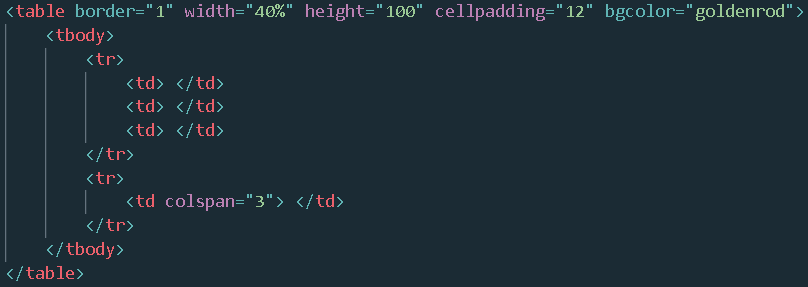 <table border="1" width="40%" height="100" cellpadding="12" bgcolor="goldenrod">
<tbody>
<tr>
<td> </td>
<td> </td>
<td> </td>
</tr>
<tr>
<td colspan="3"> </td>
</tr>
</tbody>
</table>